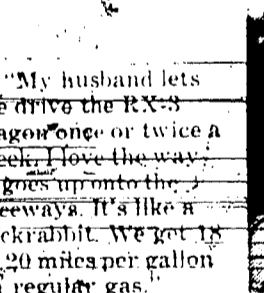 "My husband lets
e drive the RX-3
agon once or twice a
eek. I love the way
goes up onto the
eeways. It's like a
ckrabbit. We get 18
20 miles per gallon
regular gas."